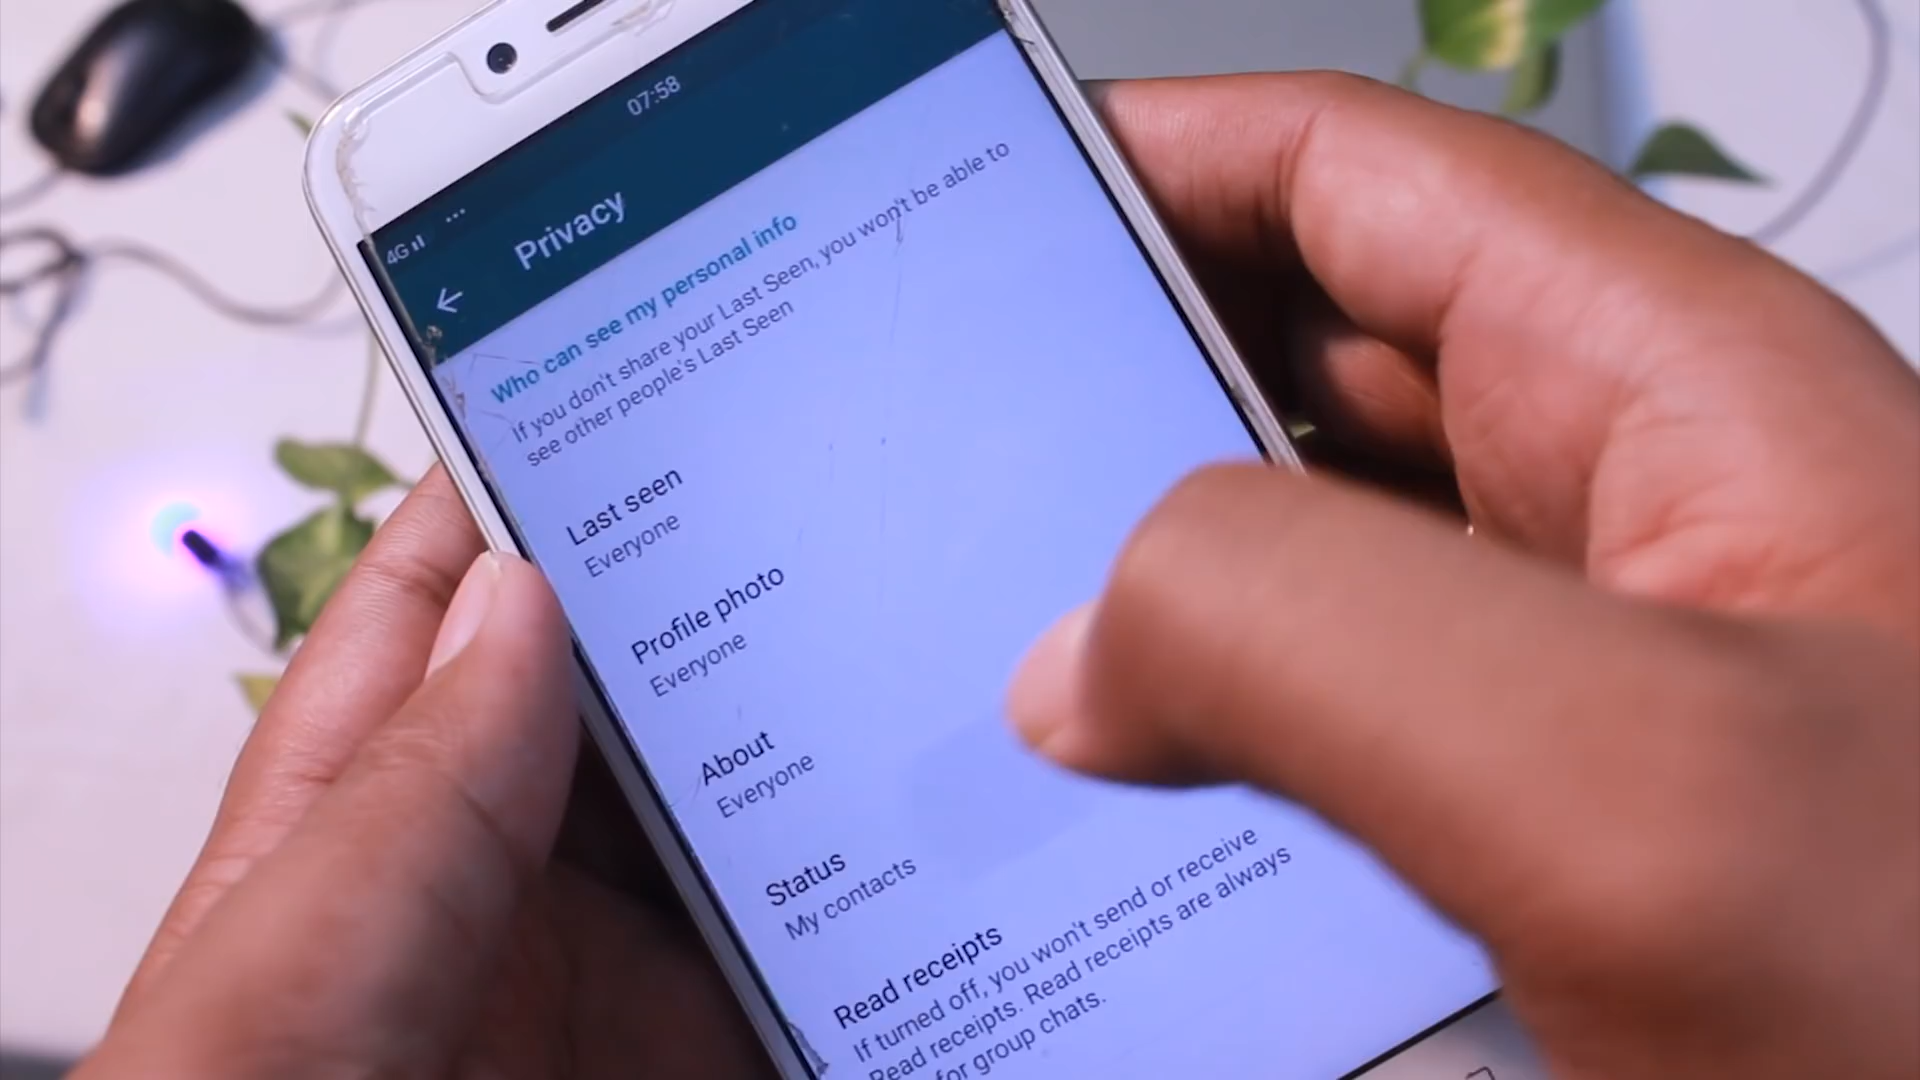 07:58
4G
Privacy
Who can see my personal info
If you don't share your Last Seen, you won't be able to
see other people's Last Seen
Last seen
Everyone
Profile photo
Everyone
About
Everyone
Status
My contacts
Read receipts
If turned off, you won't send or receive
Read receipts. Read receipts are always
for group chats.